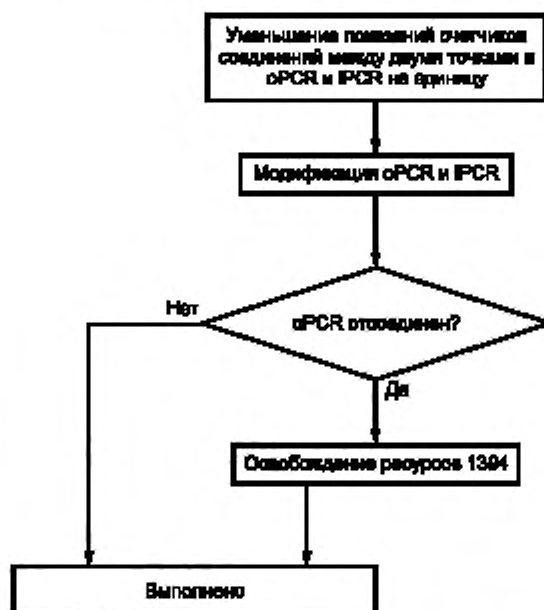 Уменьшение показаний счетчиков
соединений между двумя точками в
oPCR и iPCR на единицу
Модификация oPCR и iPCR
Нет
oPCR отсоединен?
Да
Освобождение ресурсов 1394
Выполнено